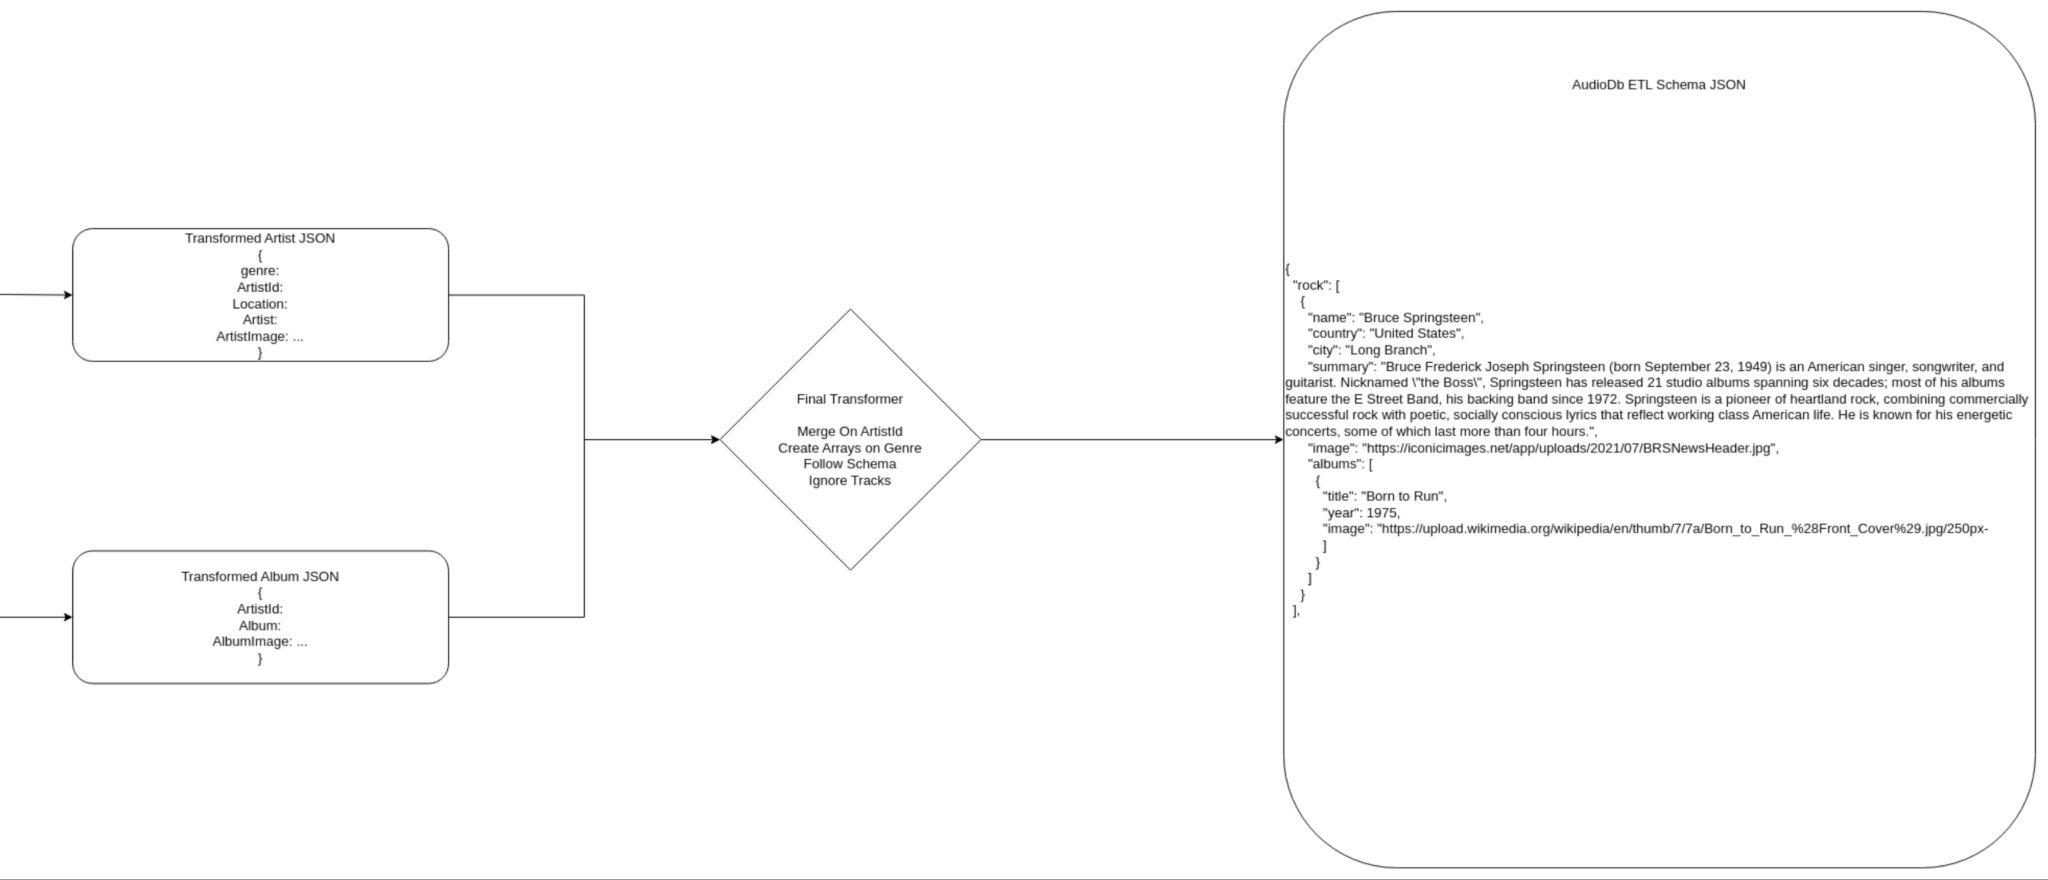 Transformed Artist JSON
{
genre:
ArtistId:
Location:
Artist:
ArtistImage: ...
}
Transformed Album JSON
{
ArtistId:
Album:
AlbumImage: ...
}
Final Transformer
Merge On ArtistId
Create Arrays on Genre
Follow Schema
Ignore Tracks
AudioDb ETL Schema JSON
{
"rock": [
{
"name": "Bruce Springsteen",
"country": "United States",
"city": "Long Branch",
"summary": "Bruce Frederick Joseph Springsteen (born September 23, 1949) is an American singer, songwriter, and
guitarist. Nicknamed \"the Boss\", Springsteen has released 21 studio albums spanning six decades; most of his albums
feature the E Street Band, his backing band since 1972. Springsteen is a pioneer of heartland rock, combining commercially
successful rock with poetic, socially conscious lyrics that reflect working class American life. He is known for his energetic
concerts, some of which last more than four hours.",
"image": "https://iconicimages.net/app/uploads/2021/07/BRSNewsHeader.jpg",
"albums": [
{
"title": "Born to Run",
"year": 1975,
"image": "https://upload.wikimedia.org/wikipedia/en/thumb/7/7a/Born_to_Run_%28Front_Cover%29.jpg/250px-
]
}
]
}
],